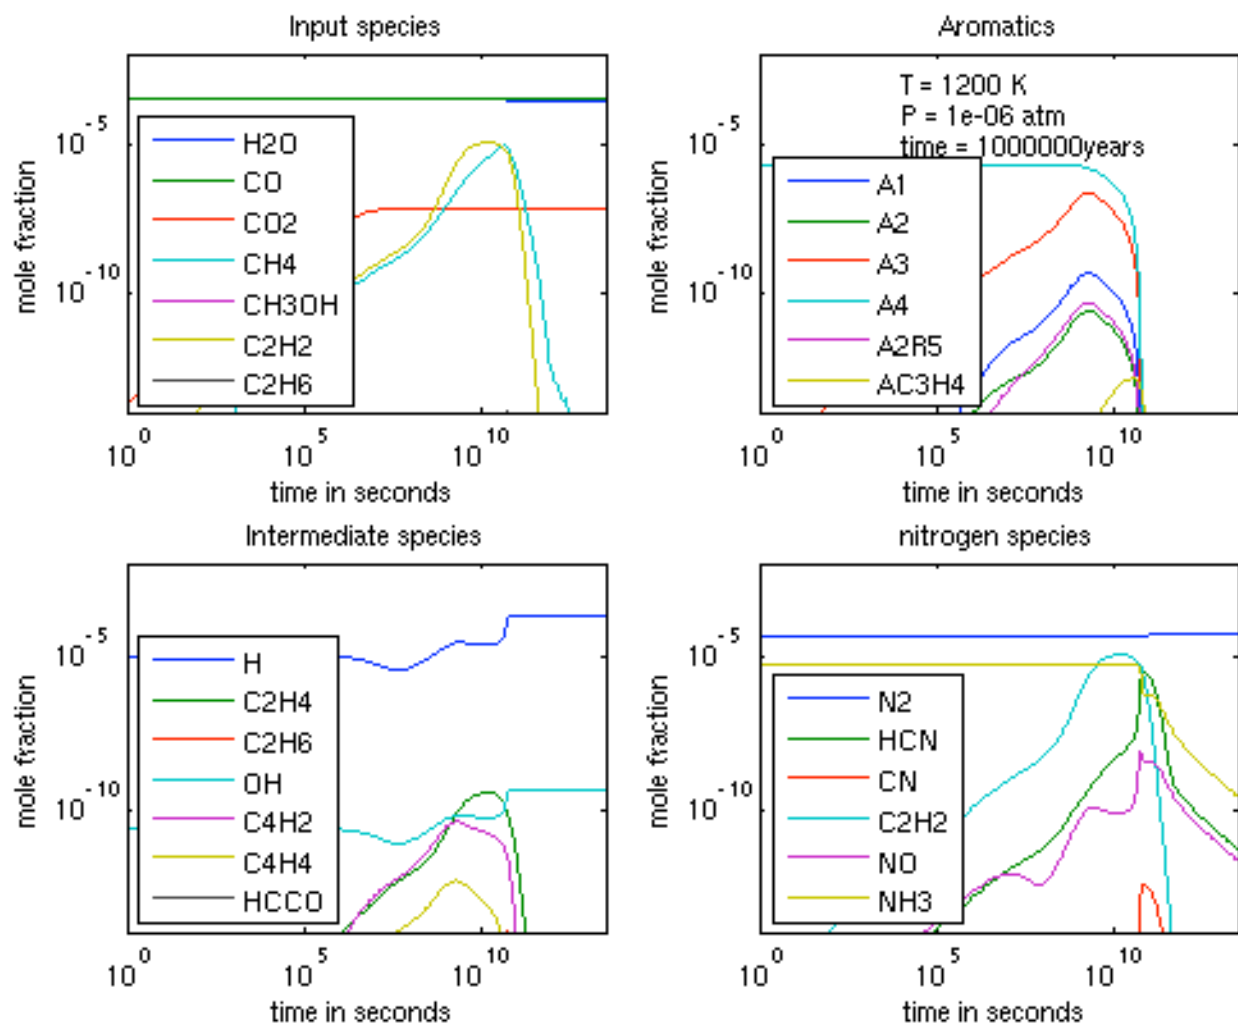 Input species
mole fraction
10^-5
10^-10
H2O
CO
CO2
CH4
CH3OH
C2H2
C2H6
10^0
10^5
10^10
time in seconds
Aromatics
T = 1200 K
P = 1e-06 atm
time = 1000000years
mole fraction
10^-5
10^-10
A1
A2
A3
A4
A2R5
AC3H4
10^0
10^5
10^10
time in seconds
Intermediate species
mole fraction
10^-5
10^-10
H
C2H4
C2H6
OH
C4H2
C4H4
HCCO
10^0
10^5
10^10
time in seconds
nitrogen species
mole fraction
10^-5
10^-10
N2
HCN
CN
C2H2
NO
NH3
10^0
10^5
10^10
time in seconds